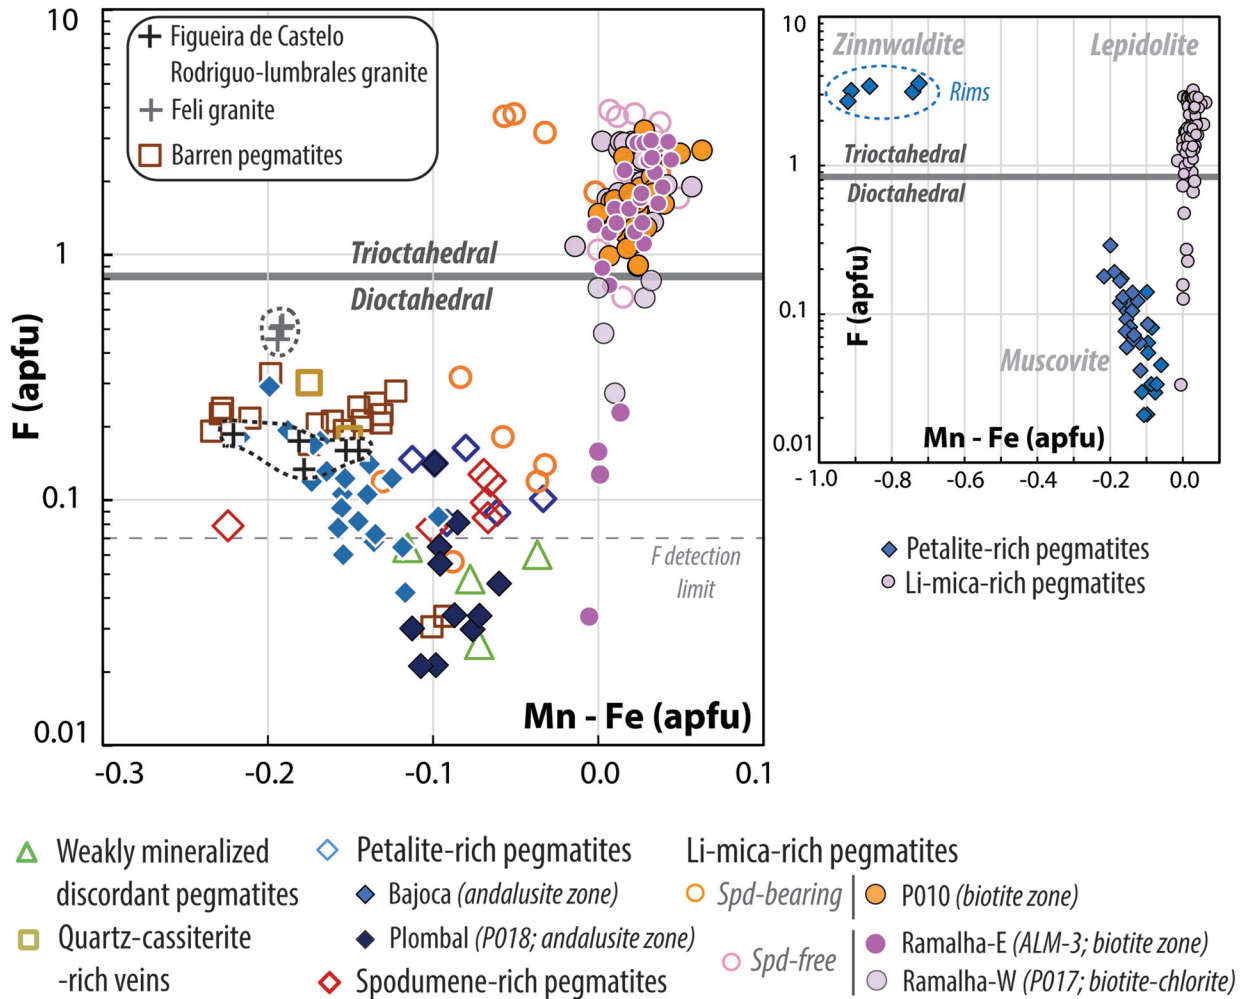 10
1
0.1
0.01
F (apfu)
Figueira de Castelo
Rodriguo-lumbrales granite
Feli granite
Barren pegmatites
Trioctahedral
Dioctahedral
F detection
limit
Mn - Fe (apfu)
-0.3
-0.2
-0.1
0.0
0.1
10
1
0.1
0.01
F (apfu)
Zinnwaldite
Lepidolite
Rims
Trioctahedral
Dioctahedral
Muscovite
Mn - Fe (apfu)
- 1.0
-0.8
-0.6
-0.4
-0.2
0.0
Petalite-rich pegmatites
Li-mica-rich pegmatites
Weakly mineralized
discordant pegmatites
Quartz-cassiterite
-rich veins
Petalite-rich pegmatites
Bajoca (andalusite zone)
Plombal (P018; andalusite zone)
Spodumene-rich pegmatites
Li-mica-rich pegmatites
Spd-bearing
P010 (biotite zone)
Spd-free
Ramalha-E (ALM-3; biotite zone)
Ramalha-W (P017; biotite-chlorite)